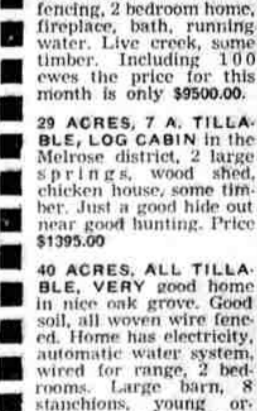 fencing, 2 bedroom home,
fireplace, bath, running
water. Live creek, some
timber. Including 100
ewes the price for this
month is only $9500.00.
29 ACRES, 7 A. TILLA-
BLE, LOG CABIN in the
Melrose district, 2 large
springs, wood shed,
chicken house, some tim-
ber. Just a good hide out
near good hunting. Price
$1395.00
40 ACRES, ALL TILLA-
BLE, VERY good home
in nice oak grove. Good
soil, all woven wire fenc-
ed. Home has electricity,
automatic water system,
wired for range, 2 bed-
rooms. Large barn, 8
stanchions, young or-